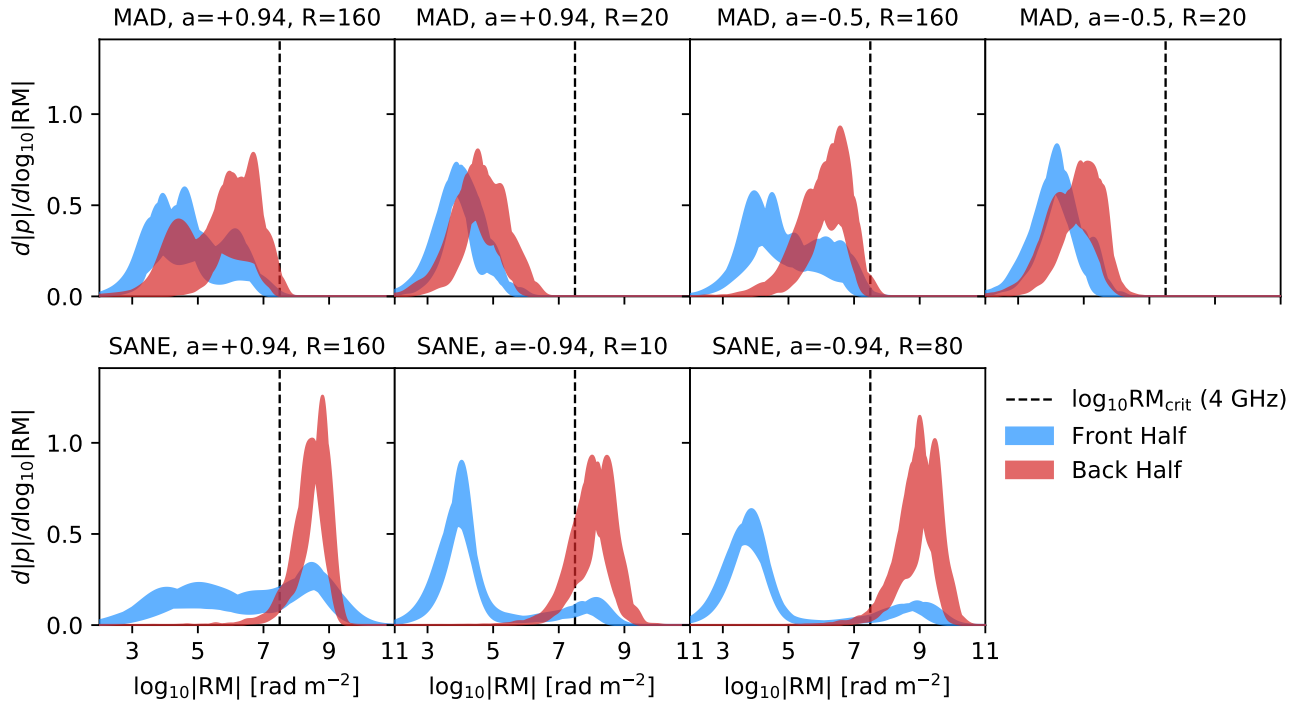 MAD, a=+0.94, R=160
MAD, a=+0.94, R=20
MAD, a=-0.5, R=160
MAD, a=-0.5, R=20
d|p|/dlog₁₀|RM|
1.0
0.5
0.0
SANE, a=+0.94, R=160
SANE, a=-0.94, R=10
SANE, a=-0.94, R=80
d|p|/dlog₁₀|RM|
1.0
0.5
0.0
3 5 7 9 11
3 5 7 9 11
3 5 7 9 11
log₁₀|RM| [rad m⁻²]
log₁₀|RM| [rad m⁻²]
log₁₀|RM| [rad m⁻²]
log₁₀RM_crit (4 GHz)
Front Half
Back Half